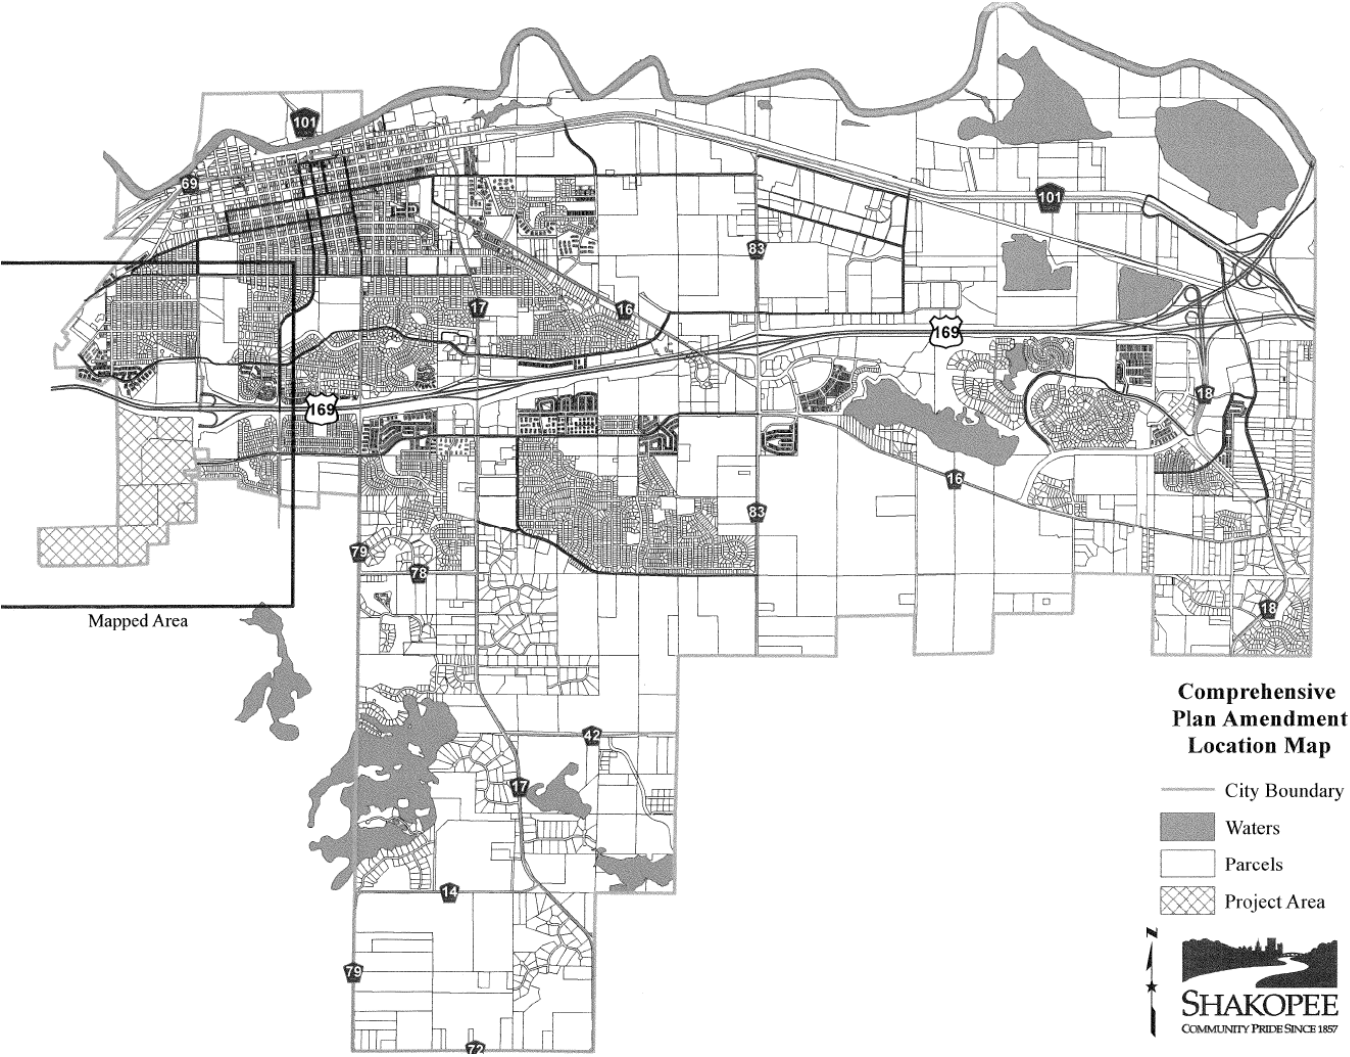 101
69
101
83
17
16
169
169
18
16
83
79
78
18
Mapped Area
Comprehensive
Plan Amendment
Location Map
42
City Boundary
17
Waters
Parcels
14
Project Area
N
79
SHAKOPEE
COMMUNITY PRIDE SINCE 1857
72